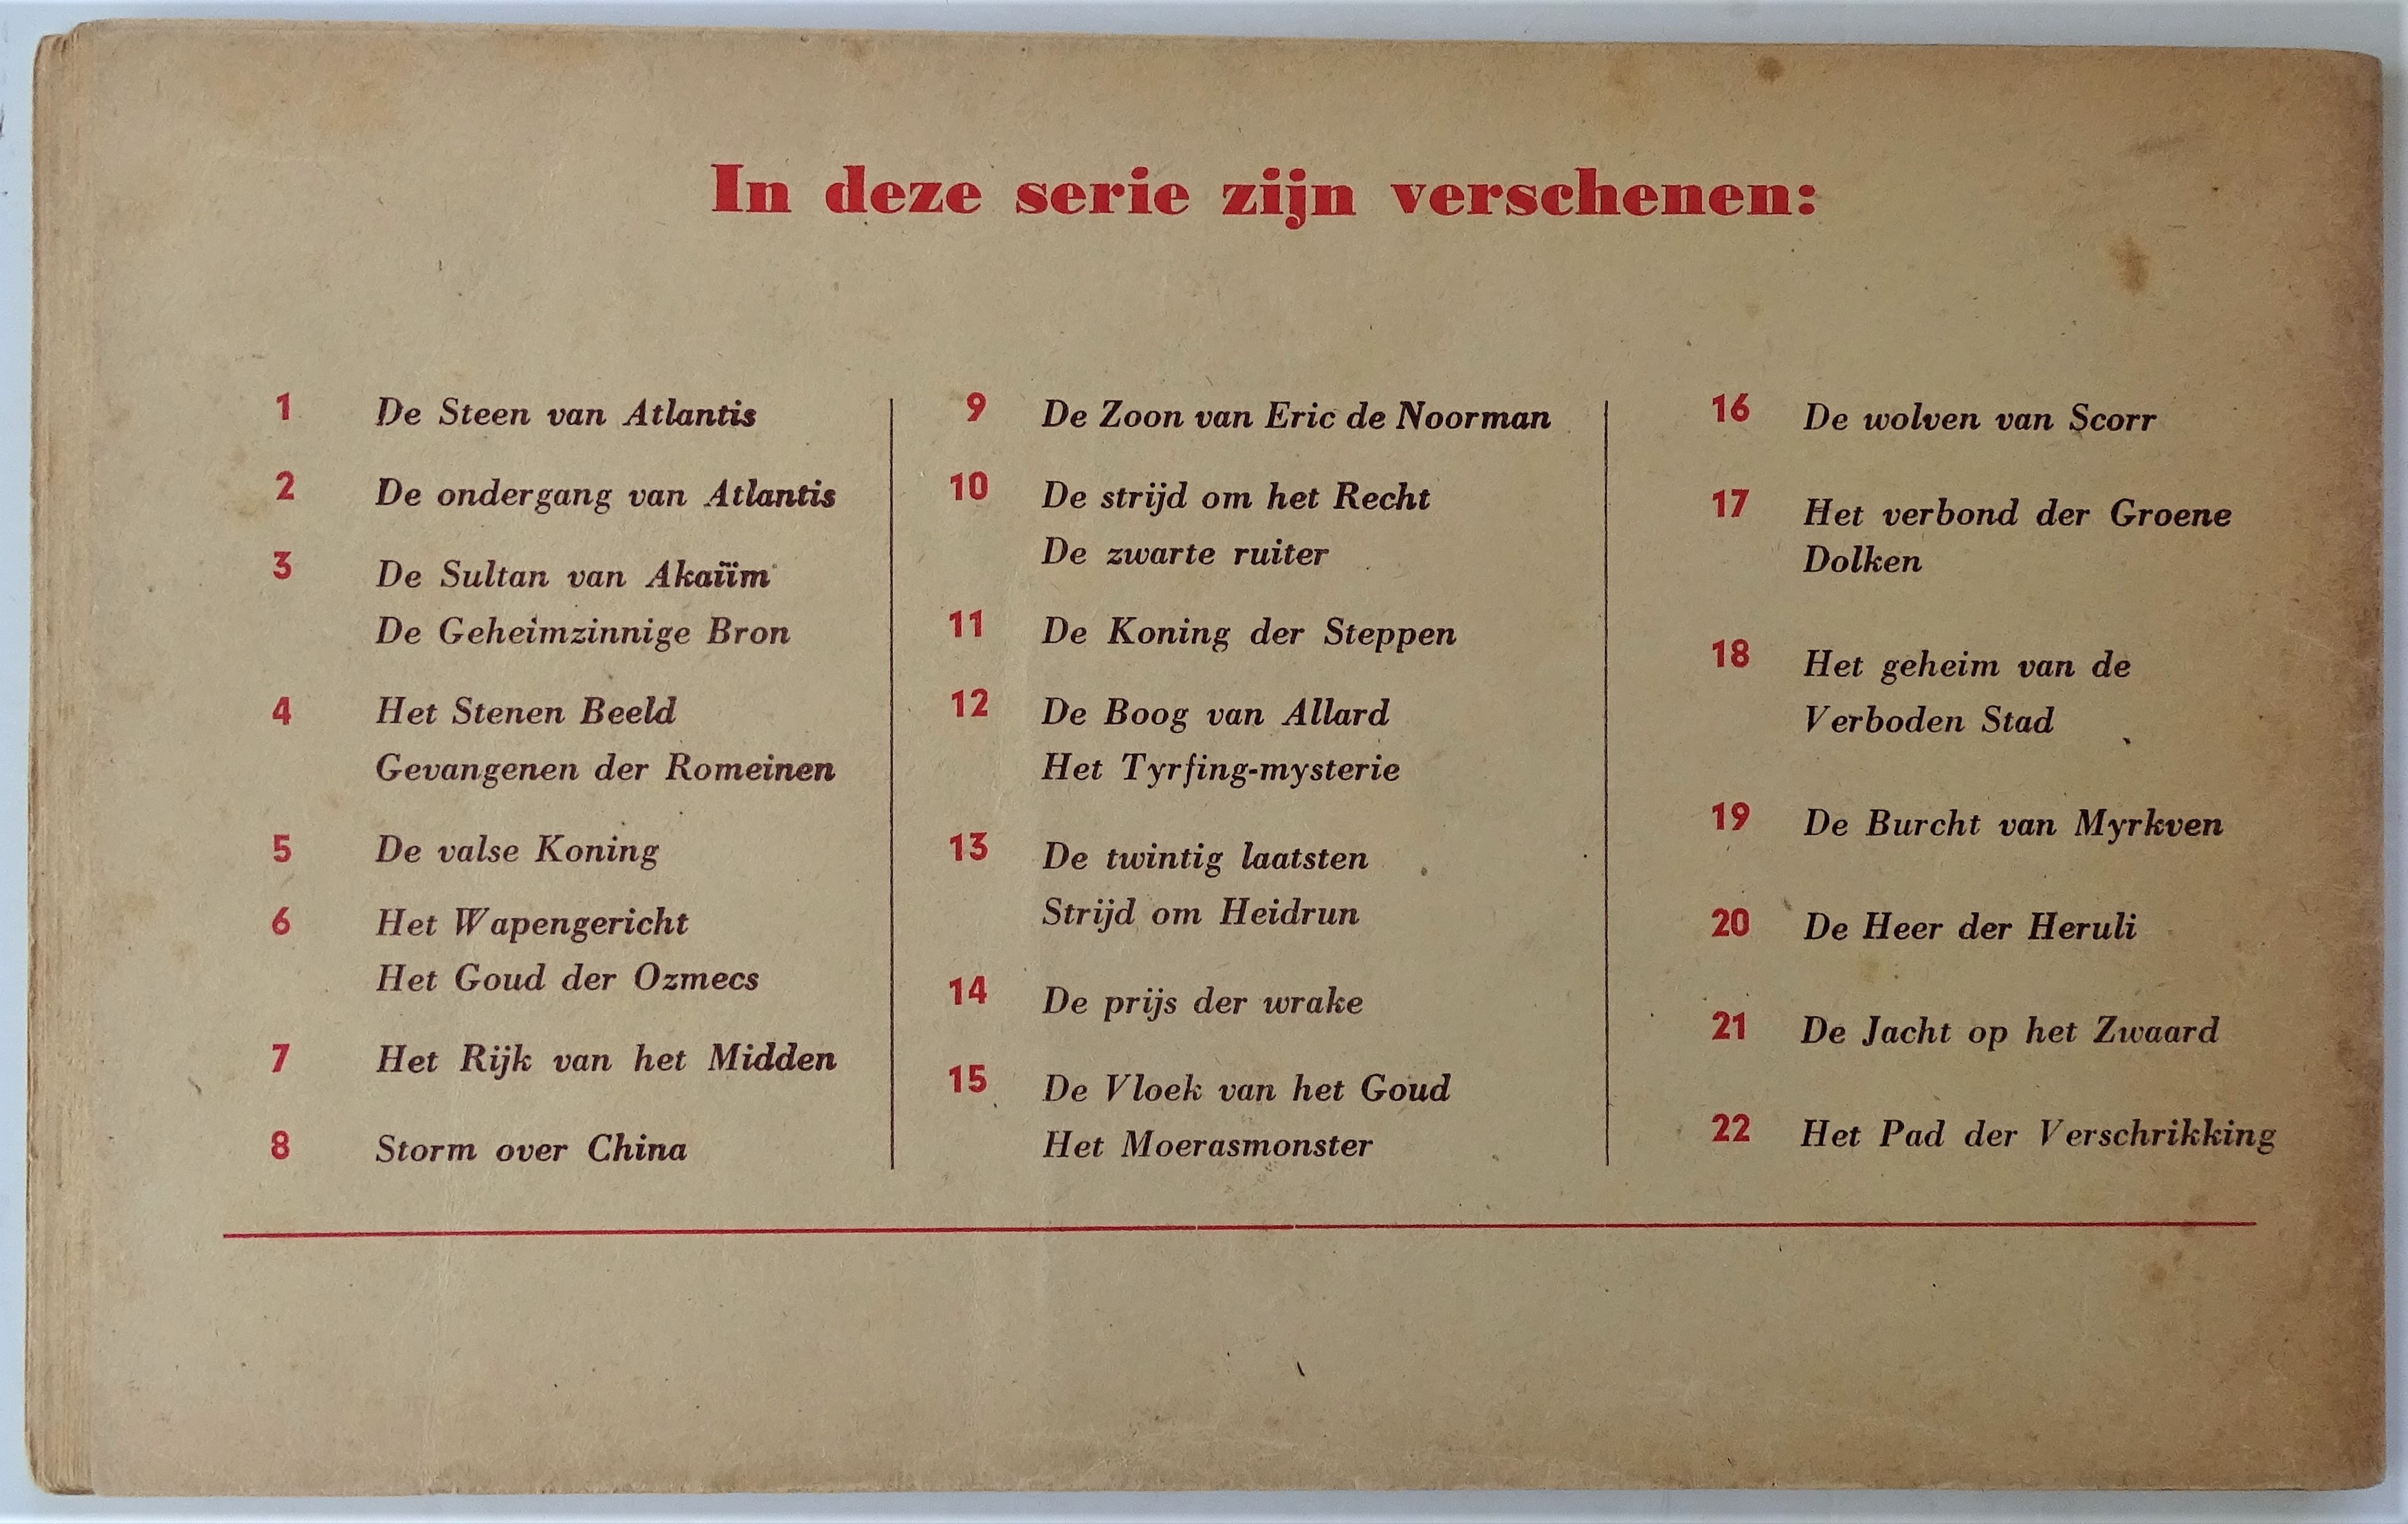 In deze serie zijn verschenen:
1 De Steen van Atlantis
2 De ondergang van Atlantis
3 De Sultan van Akaïim
De Geheimzinnige Bron
4 Het Stenen Beeld
Gevangenen der Romeinen
5 De valse Koning
6 Het Wapengericht
Het Goud der Ozmecs
7 Het Rijk van het Midden
8 Storm over China
9 De Zoon van Eric de Noorman
10 De strijd om het Recht
De zwarte ruiter
11 De Koning der Steppen
12 De Boog van Allard
Het Tyrfing-mysterie
13 De twintig laatsten
Strijd om Heidrun
14 De prijs der wrake
15 De Vloek van het Goud
Het Moerasmonster
16 De wolven van Scorr
17 Het verbond der Groene
Dolken
18 Het geheim van de
Verboden Stad
19 De Burcht van Myrkven
20 De Heer der Heruli
21 De Jacht op het Zwaard
22 Het Pad der Verschrikking